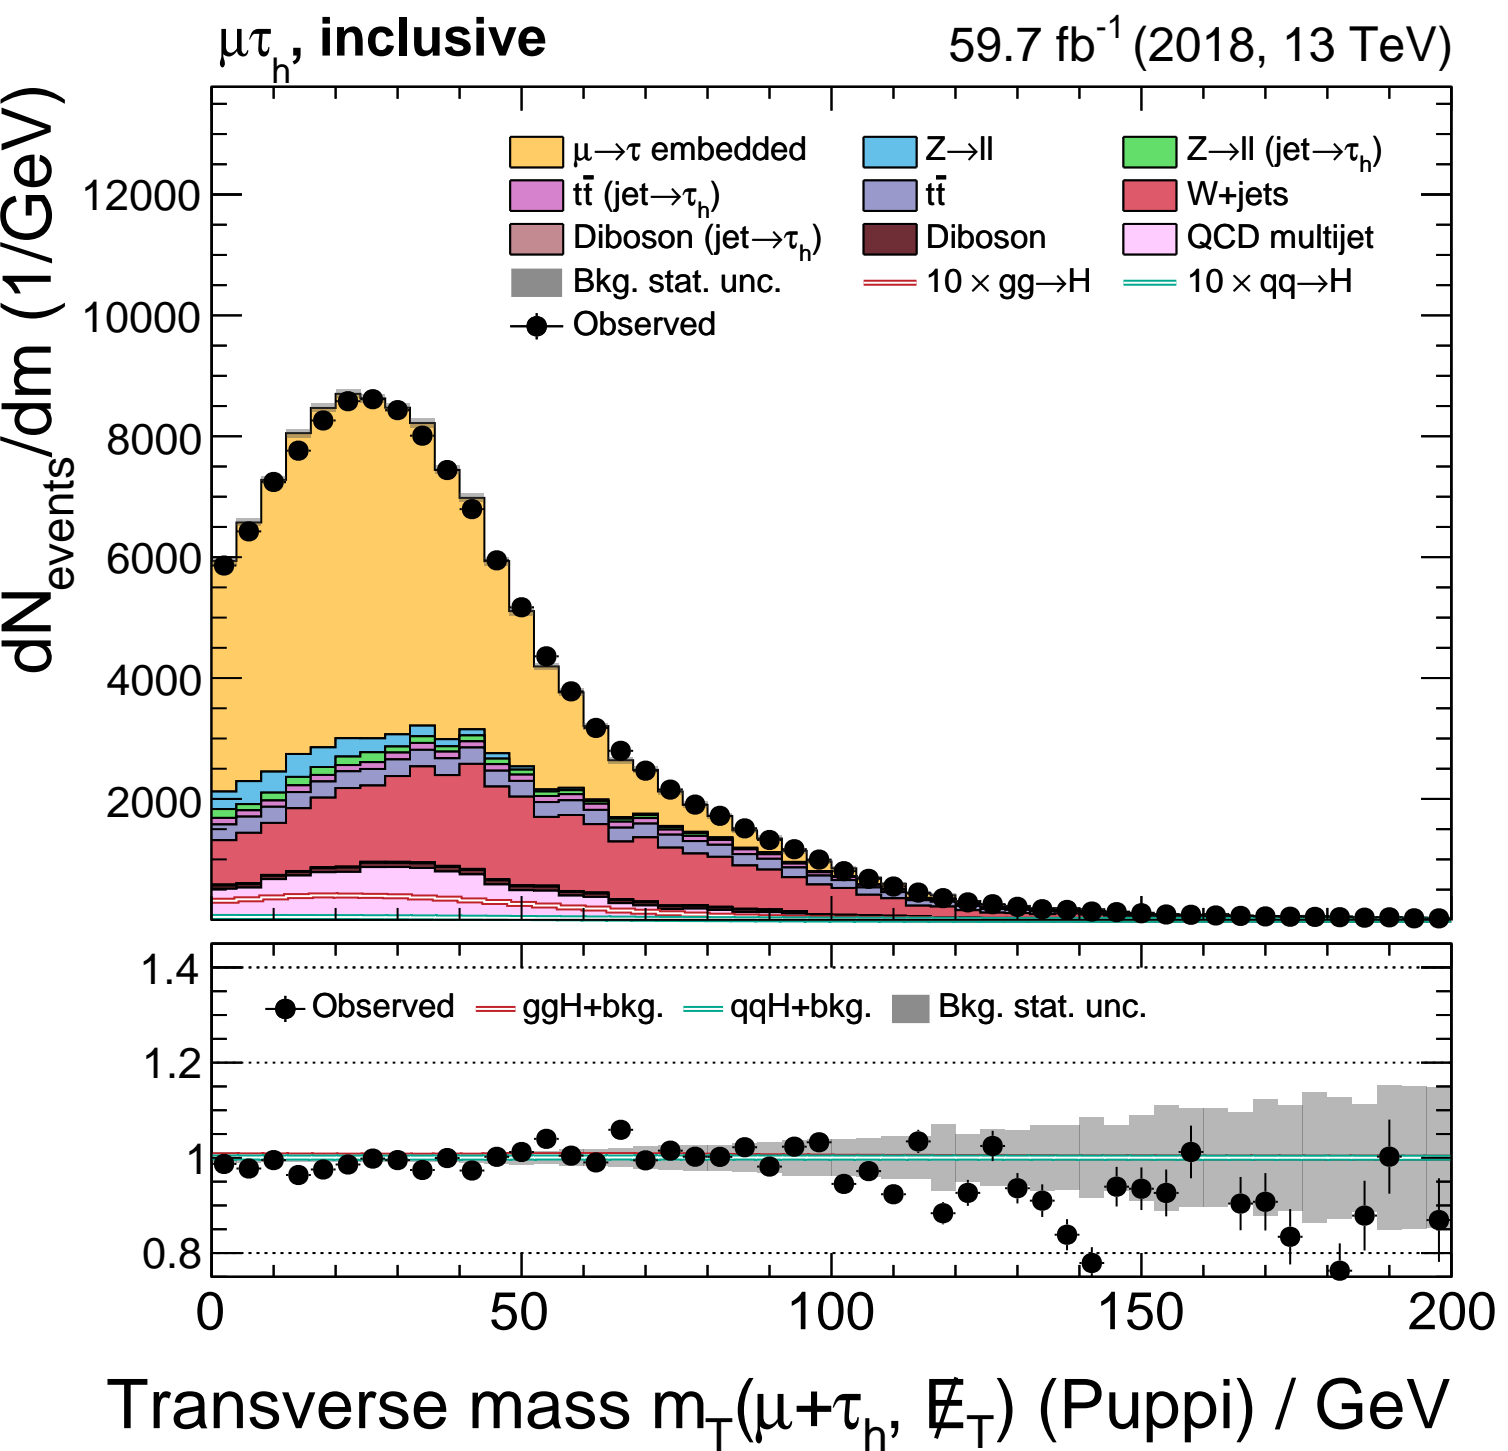 μτh, inclusive
59.7 fb-1 (2018, 13 TeV)
dNevents/dm (1/GeV)
μ→τ embedded
Z→ll
Z→ll (jet→τh)
tt̄ (jet→τh)
tt̄
W+jets
Diboson (jet→τh)
Diboson
QCD multijet
Bkg. stat. unc.
10 × gg→H
10 × qq→H
Observed
12000
10000
8000
6000
4000
2000
1.4
Observed
ggH+bkg.
qqH+bkg.
Bkg. stat. unc.
1.2
1
0.8
0
50
100
150
200
Transverse mass mT(μ+τh, E̸T) (Puppi) / GeV